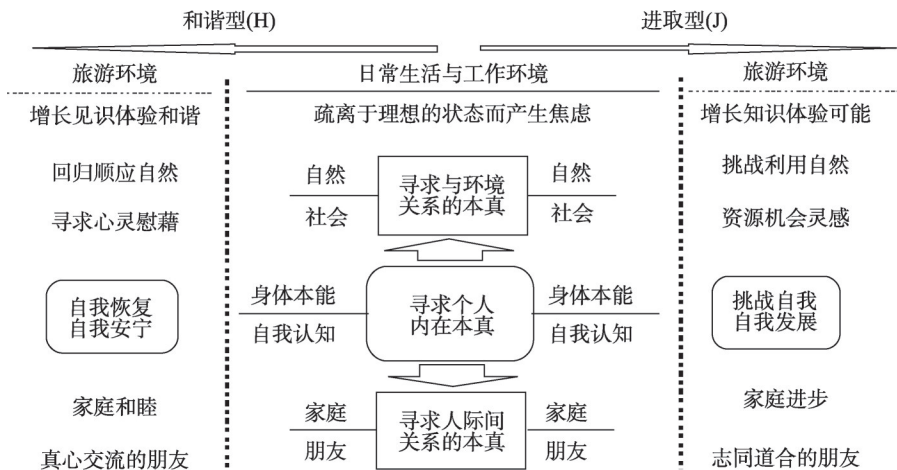 和谐型(H)
进取型(J)
旅游环境
日常生活与工作环境
旅游环境
增长见识体验和谐
疏离于理想的状态而产生焦虑
增长知识体验可能
回归顺应自然
自然
寻求与环境
关系的本真
自然
挑战利用自然
寻求心灵慰藉
社会
社会
资源机会灵感
自我恢复
自我安宁
身体本能
自我认知
寻求个人
内在本真
身体本能
自我认知
挑战自我
自我发展
家庭和睦
家庭
寻求人际间
关系的本真
家庭
家庭进步
真心交流的朋友
朋友
朋友
志同道合的朋友